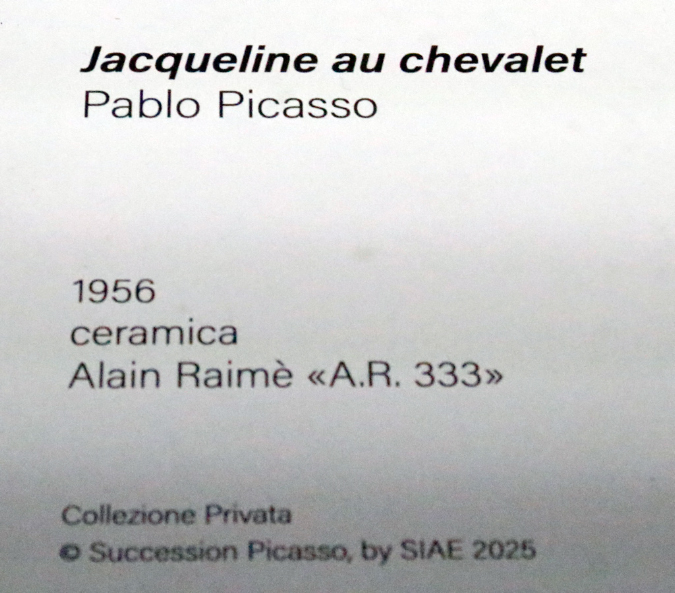 Jacqueline au chevalet
Pablo Picasso
1956
ceramica
Alain Raimè «A.R. 333»
Collezione Privata
© Succession Picasso, by SIAE 2025